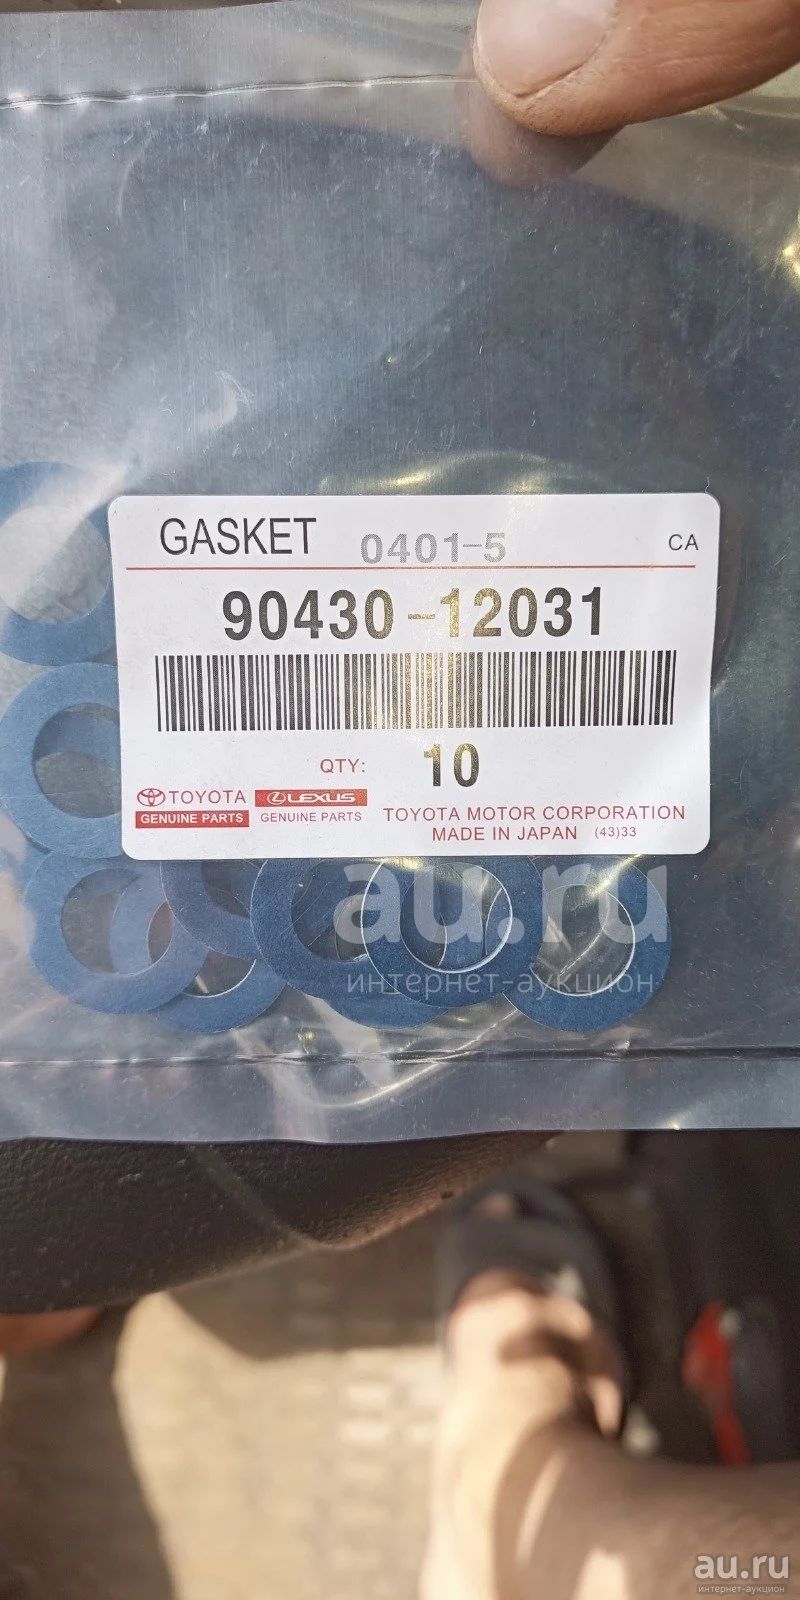 GASKET 0401-5 CA
90430-12031
QTY: 10
TOYOTA LEXUS
GENUINE PARTS GENUINE PARTS
TOYOTA MOTOR CORPORATION
MADE IN JAPAN (43)33
au.ru
интернет-аукцион
au.ru
интернет-аукцион